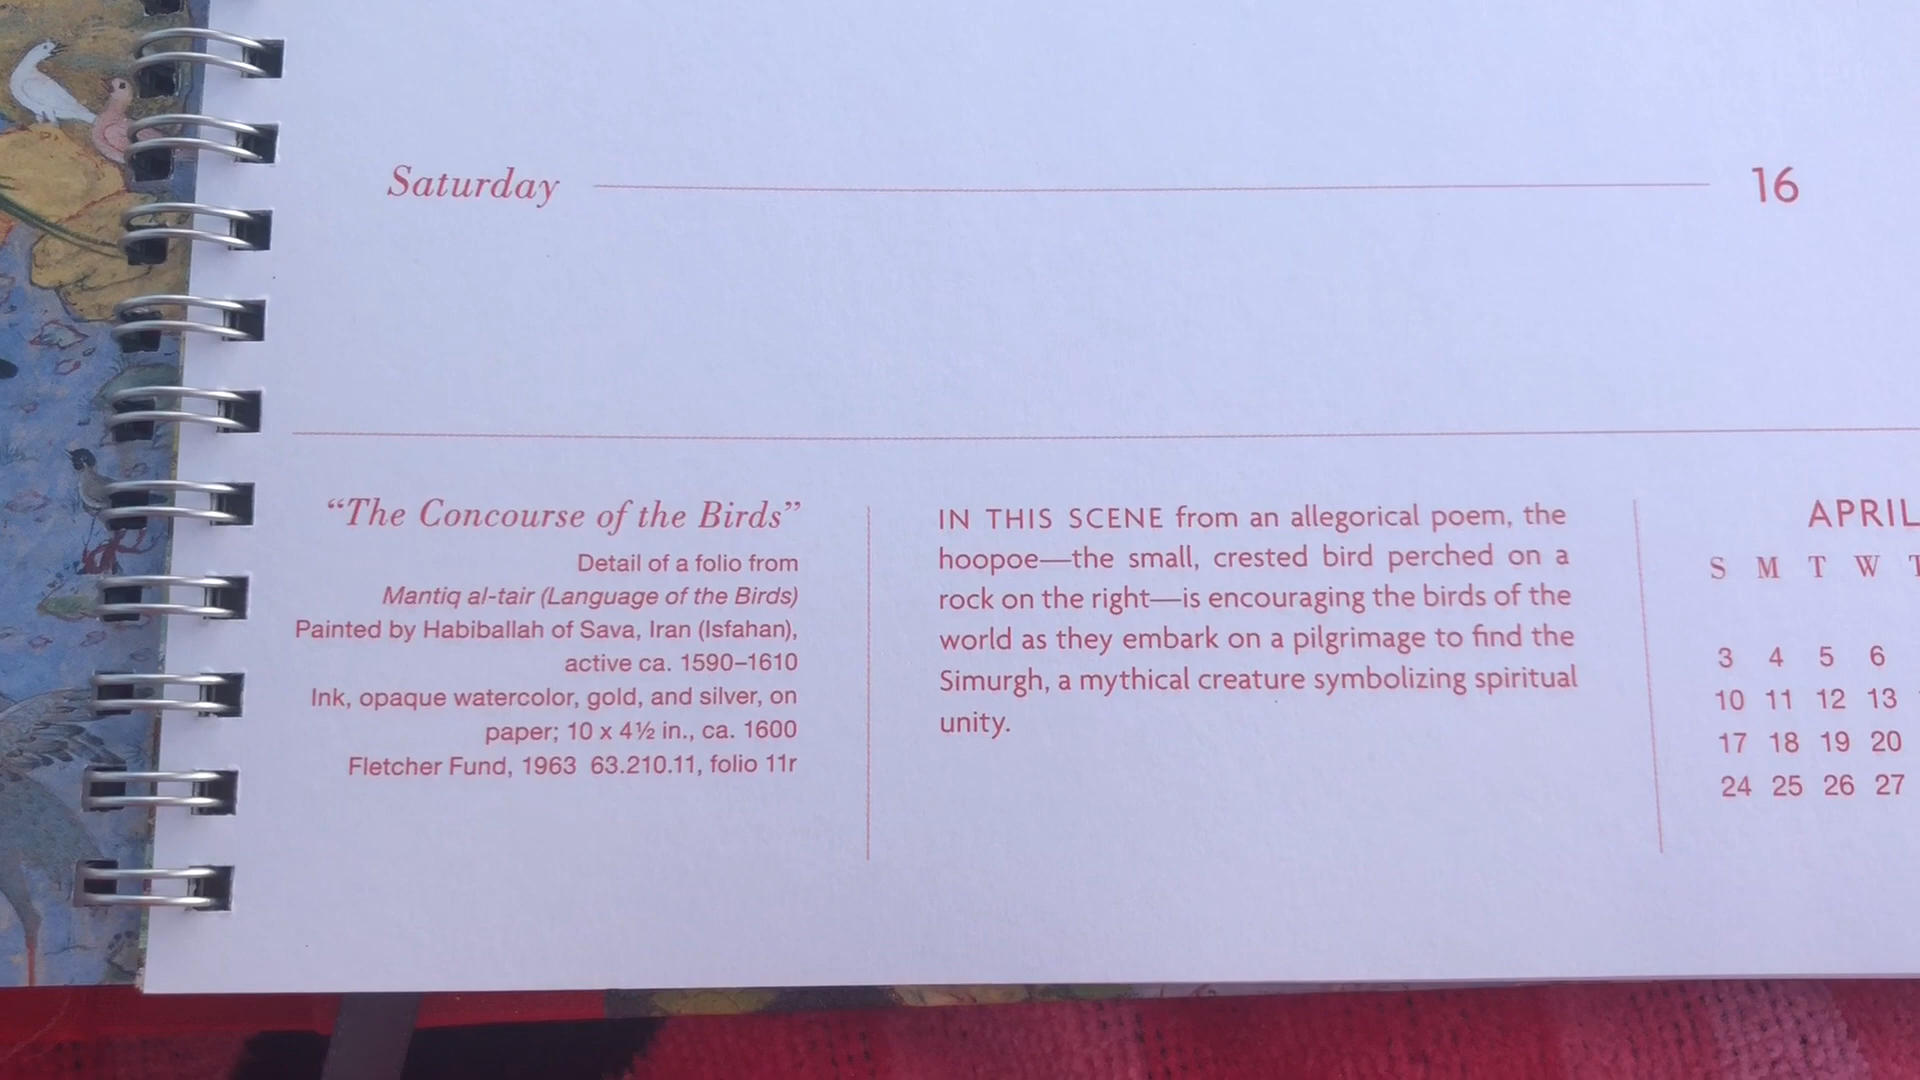 Saturday 16
“The Concourse of the Birds”
Detail of a folio from
Mantiq al-tair (Language of the Birds)
Painted by Habiballah of Sava, Iran (Isfahan),
active ca. 1590–1610
Ink, opaque watercolor, gold, and silver, on
paper; 10 x 4½ in., ca. 1600
Fletcher Fund, 1963 63.210.11, folio 11r
IN THIS SCENE from an allegorical poem, the
hoopoe—the small, crested bird perched on a
rock on the right—is encouraging the birds of the
world as they embark on a pilgrimage to find the
Simurgh, a mythical creature symbolizing spiritual
unity.
APRIL
S M T W T
3 4 5 6
10 11 12 13
17 18 19 20
24 25 26 27